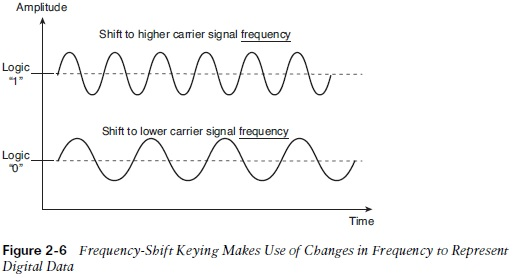 Amplitude
Shift to higher carrier signal frequency
Logic
"1"
Shift to lower carrier signal frequency
Logic
"0"
Time
Figure 2-6 Frequency-Shift Keying Makes Use of Changes in Frequency to Represent
Digital Data